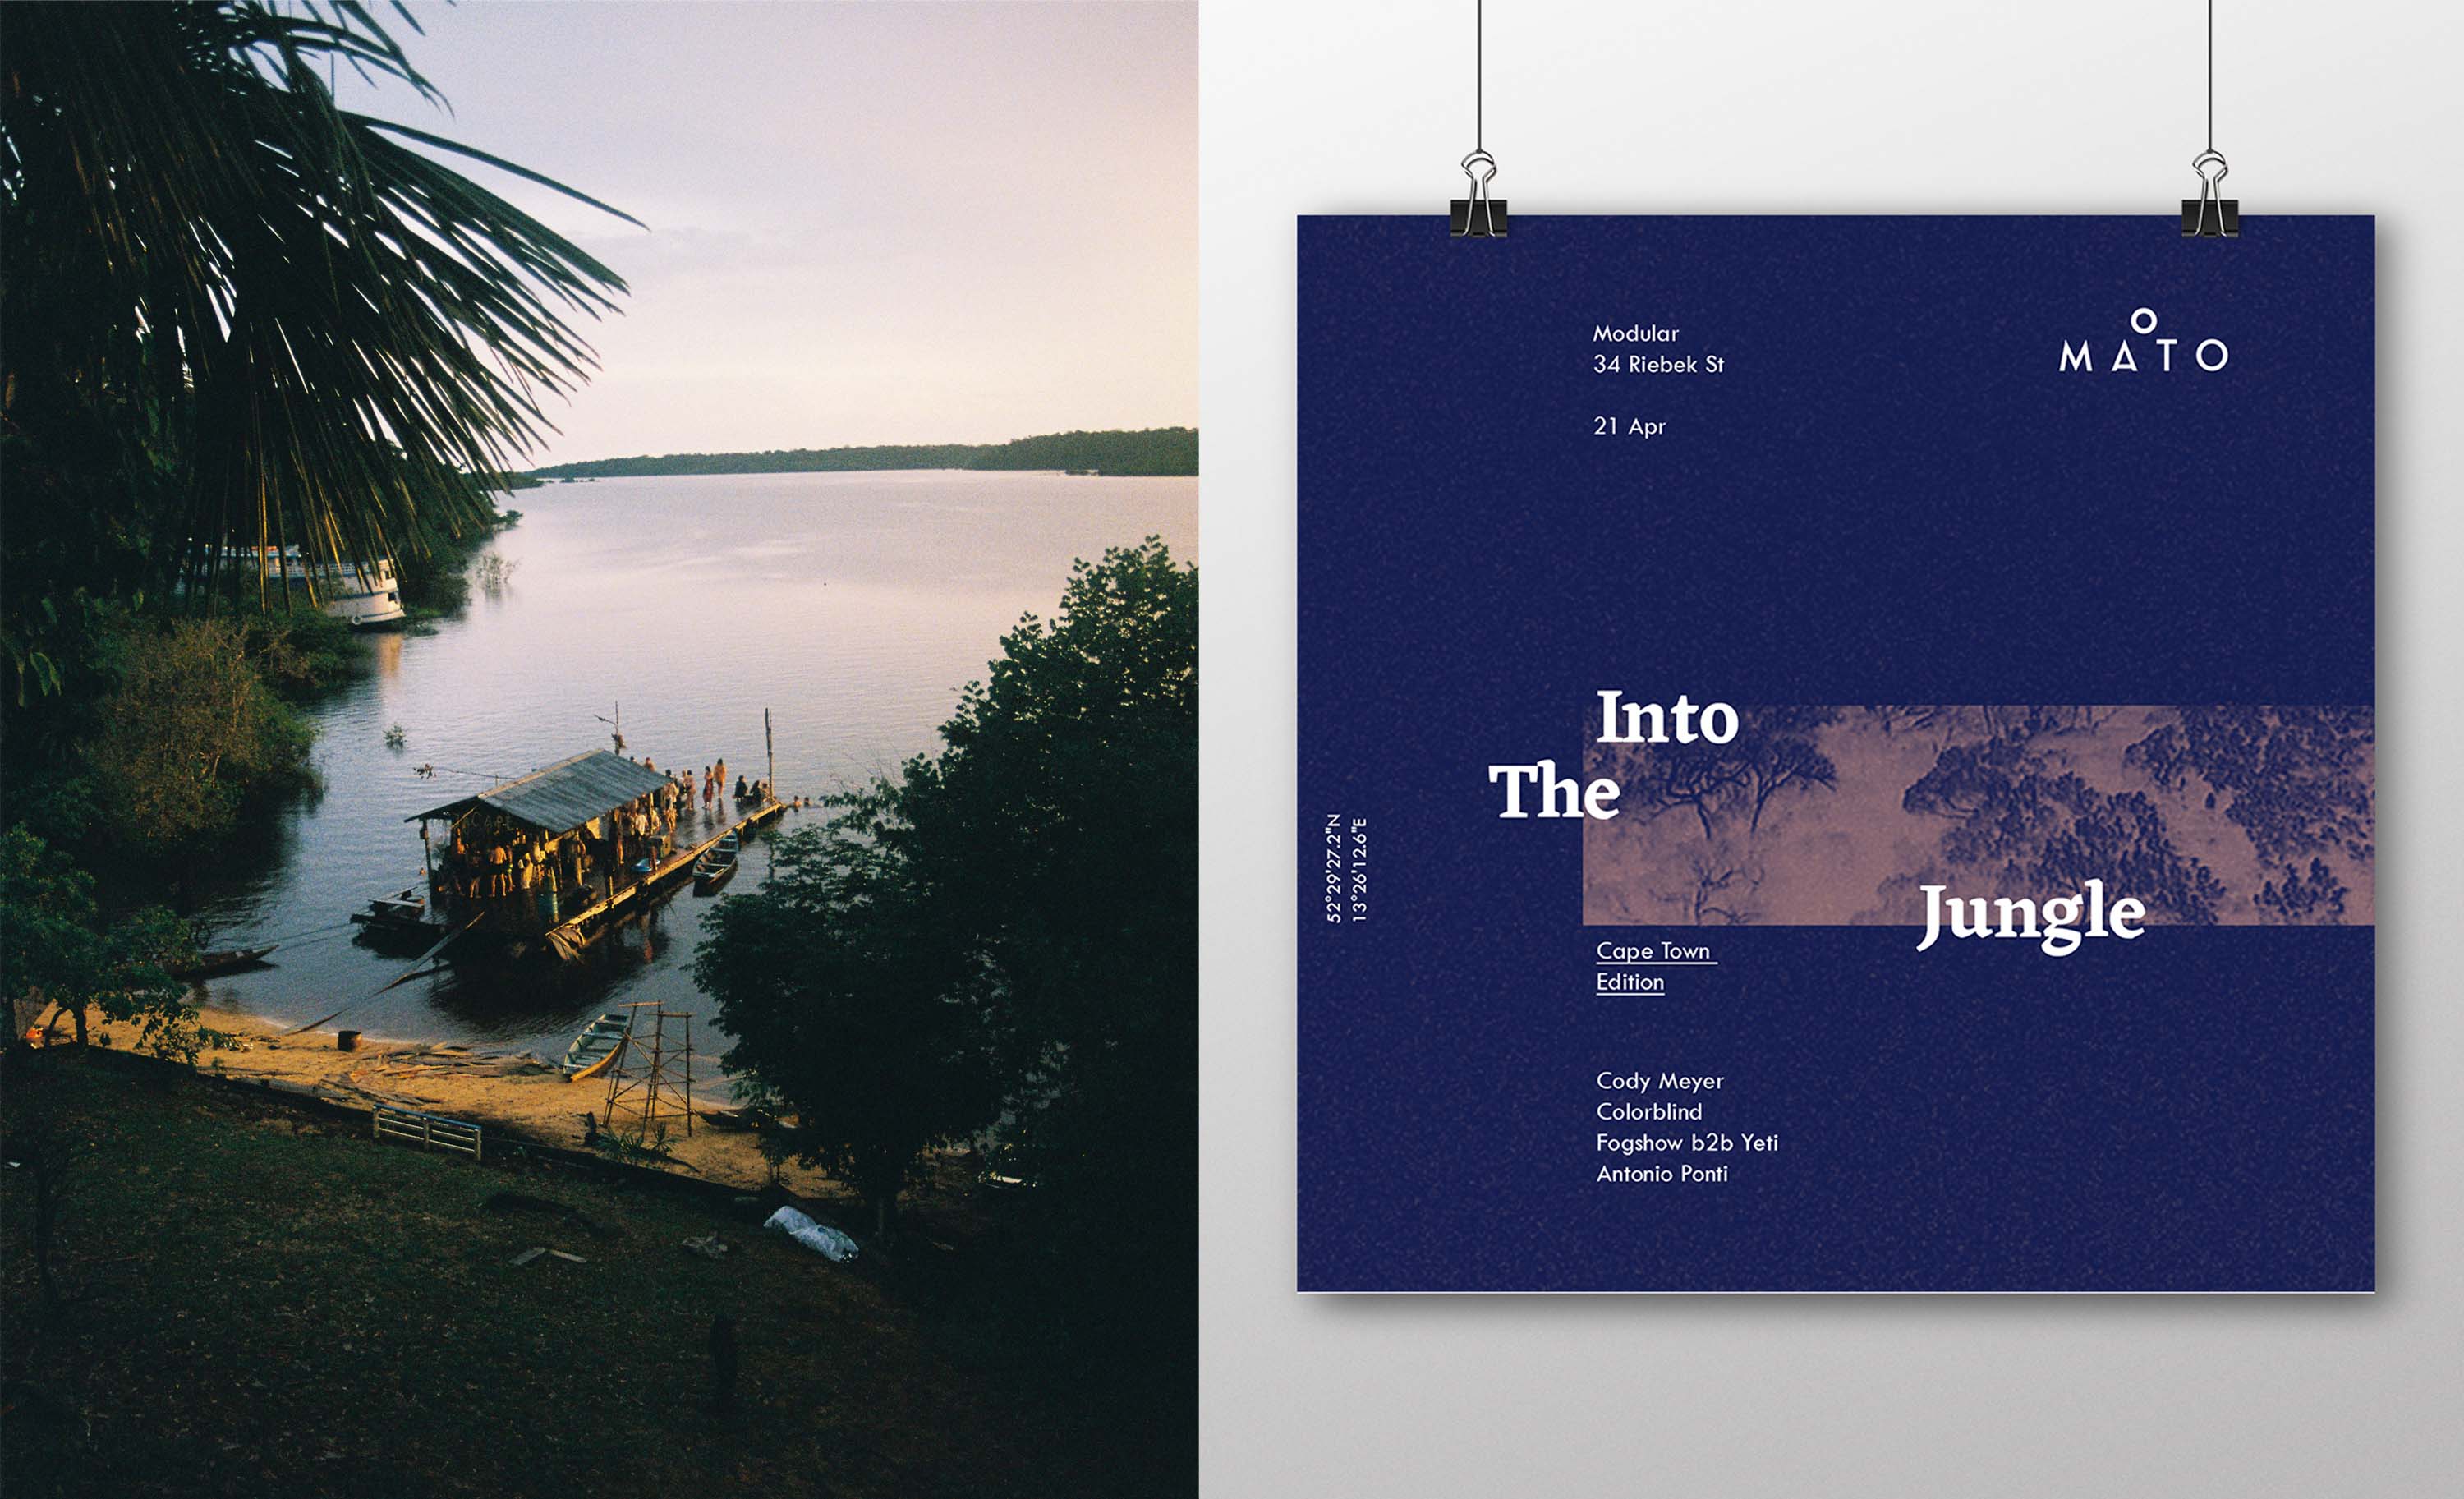 Modular
34 Riebek St
21 Apr
MATO
Into
The
Jungle
52°29'27.2"N
13°26'12.6"E
Cape Town
Edition
Cody Meyer
Colorblind
Fogshow b2b Yeti
Antonio Ponti